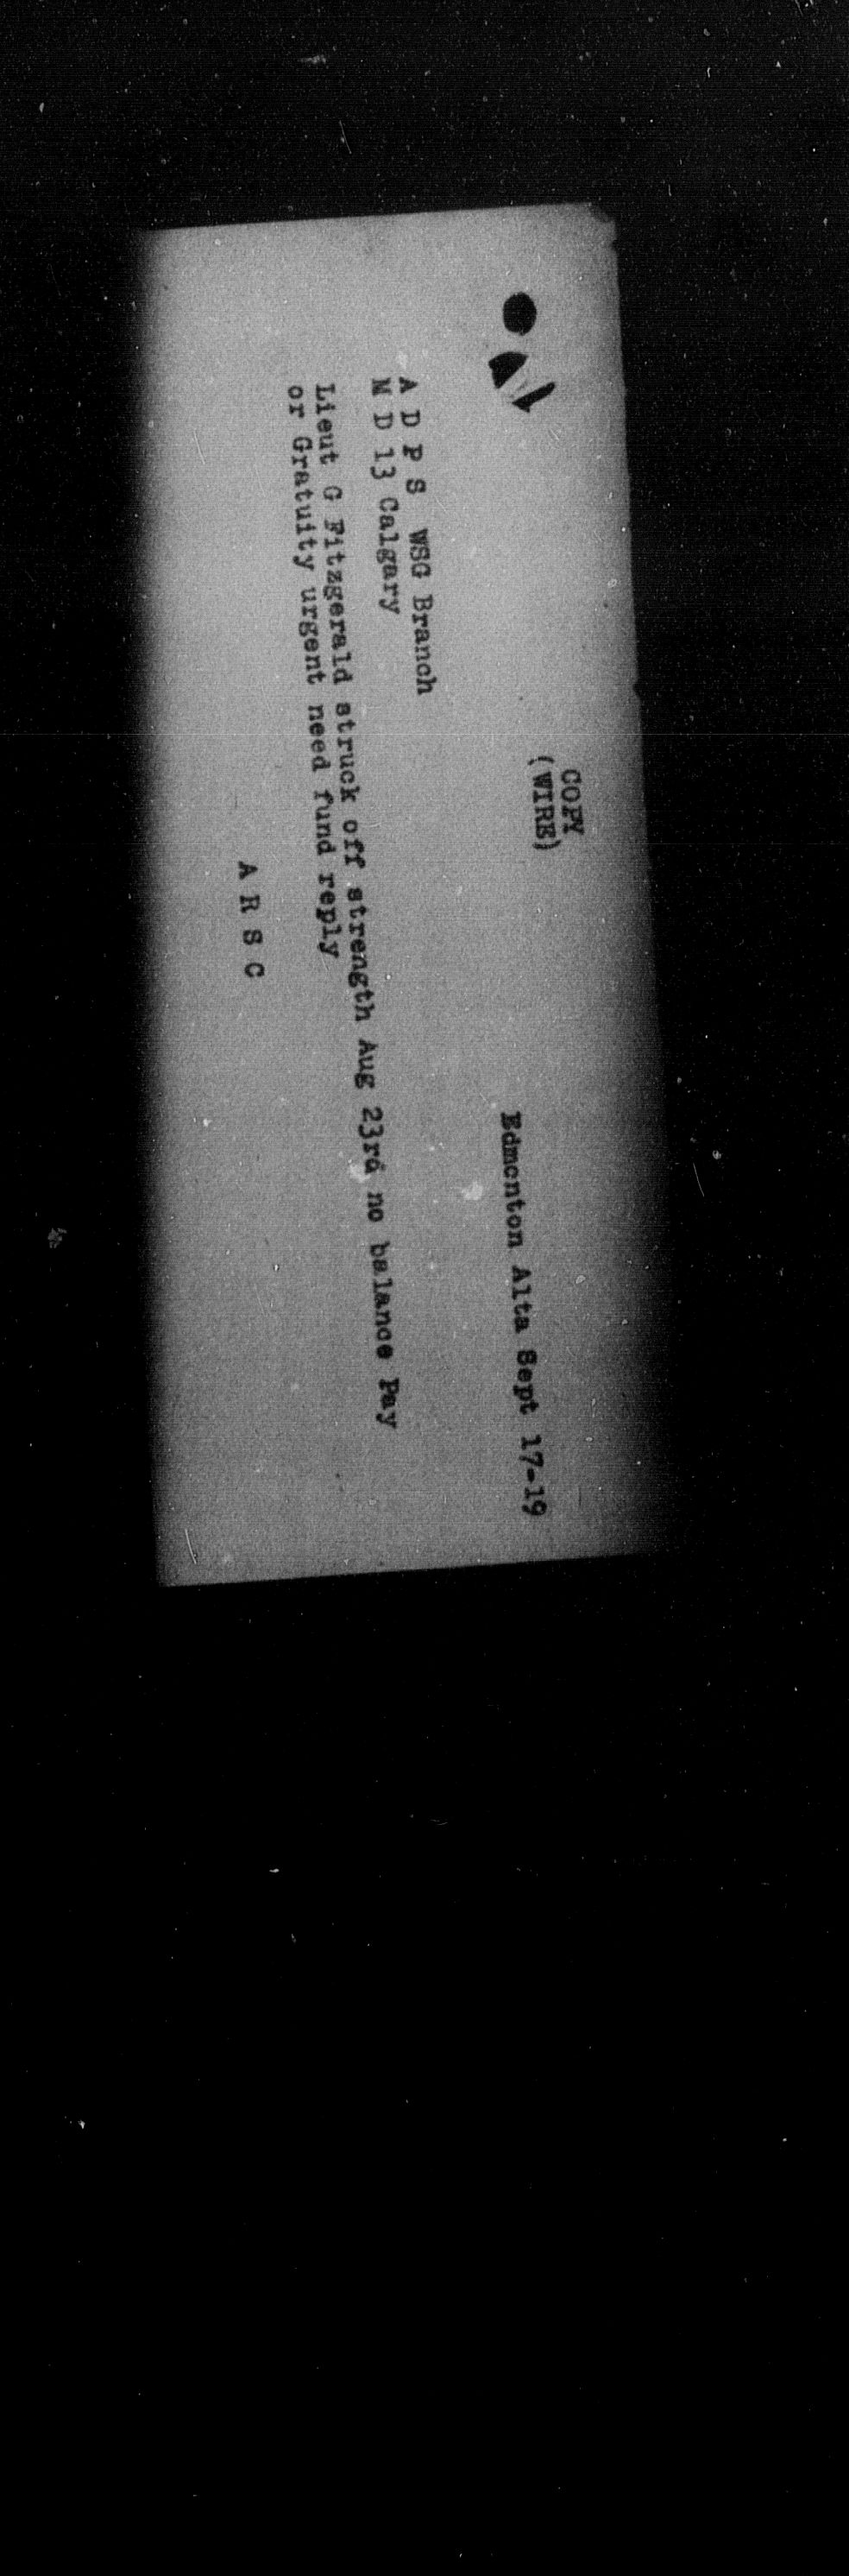 COPY
(WIRE)
Edmonton Alta Sept 17-19
A D P S WSG Branch
M D 13 Calgary
Lieut G Fitzgerald struck off strength Aug 23rd no balance Pay
or Gratuity urgent need fund reply
A R S C